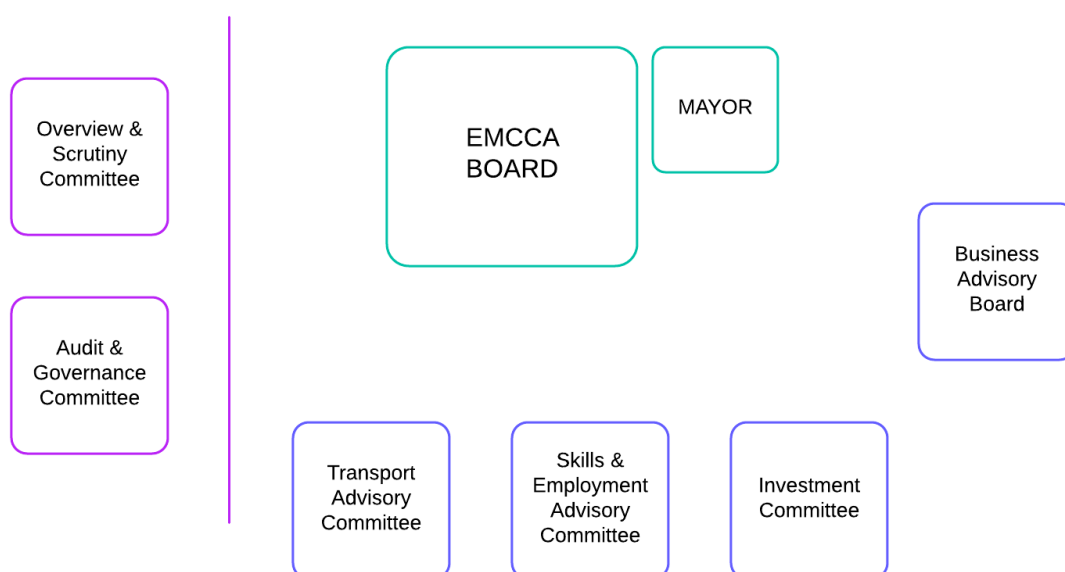 Overview &
Scrutiny
Committee
EMCCA
BOARD
MAYOR
Business
Advisory
Board
Audit &
Governance
Committee
Transport
Advisory
Committee
Skills &
Employment
Advisory
Committee
Investment
Committee